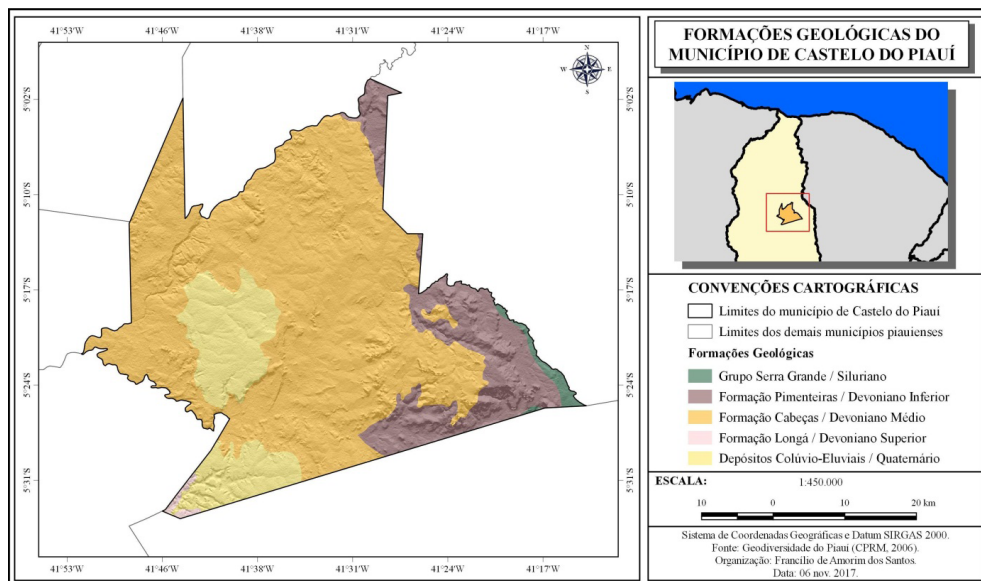 41°53'W 41°46'W 41°38'W 41°31'W 41°24'W 41°17'W
N
W E
S
5°02'S 5°02'S
5°10'S 5°10'S
5°17'S 5°17'S
5°24'S 5°24'S
5°31'S 5°31'S
41°53'W 41°46'W 41°38'W 41°31'W 41°24'W 41°17'W
FORMAÇÕES GEOLÓGICAS DO
MUNICÍPIO DE CASTELO DO PIAUÍ
CONVENÇÕES CARTOGRÁFICAS
Limites do município de Castelo do Piauí
Limites dos demais municípios piauienses
Formações Geológicas
Grupo Serra Grande / Siluriano
Formação Pimenteiras / Devoniano Inferior
Formação Cabeças / Devoniano Médio
Formação Longá / Devoniano Superior
Depósitos Colúvio-Eluviais / Quaternário
ESCALA: 1:450.000
10 0 10 20 km
Sistema de Coordenadas Geográficas e Datum SIRGAS 2000.
Fonte: Geodiversidade do Piauí (CPRM, 2006).
Organização: Francílio de Amorim dos Santos.
Data: 06 nov. 2017.